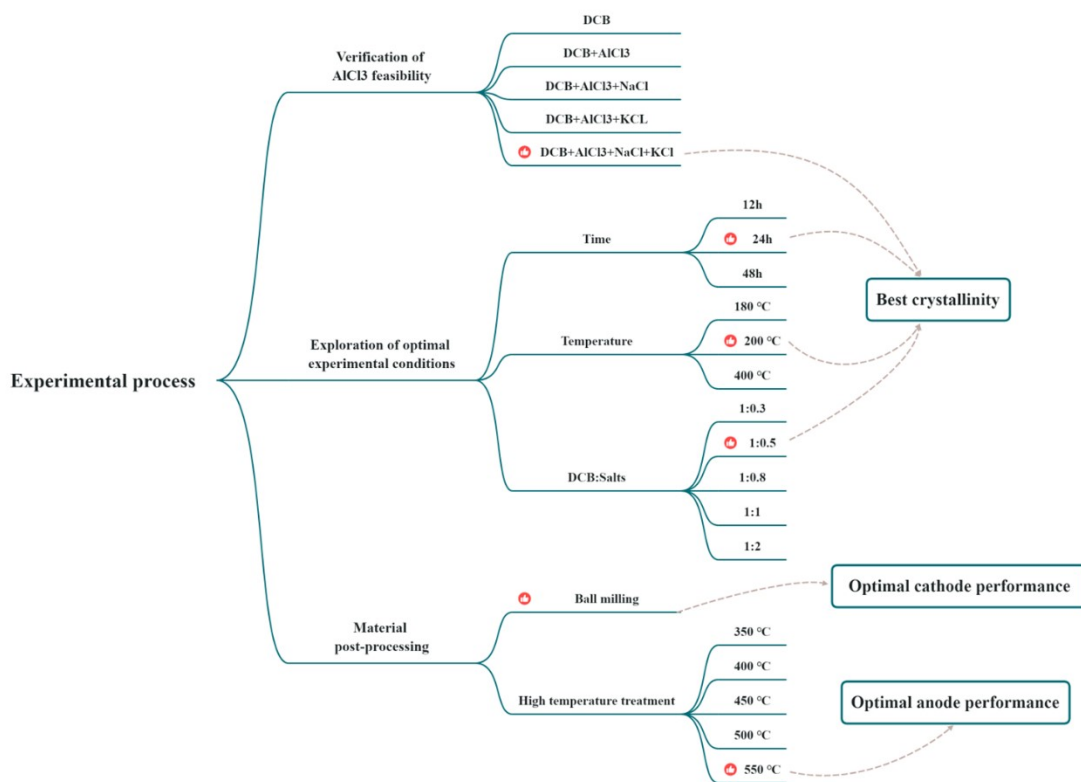 Experimental process
Verification of
AlCl3 feasibility
DCB
DCB+AlCl3
DCB+AlCl3+NaCl
DCB+AlCl3+KCL
DCB+AlCl3+NaCl+KCl
Exploration of optimal
experimental conditions
Time
12h
24h
48h
Temperature
180 °C
200 °C
400 °C
DCB:Salts
1:0.3
1:0.5
1:0.8
1:1
1:2
Best crystallinity
Material
post-processing
Ball milling
Optimal cathode performance
High temperature treatment
350 °C
400 °C
450 °C
500 °C
550 °C
Optimal anode performance